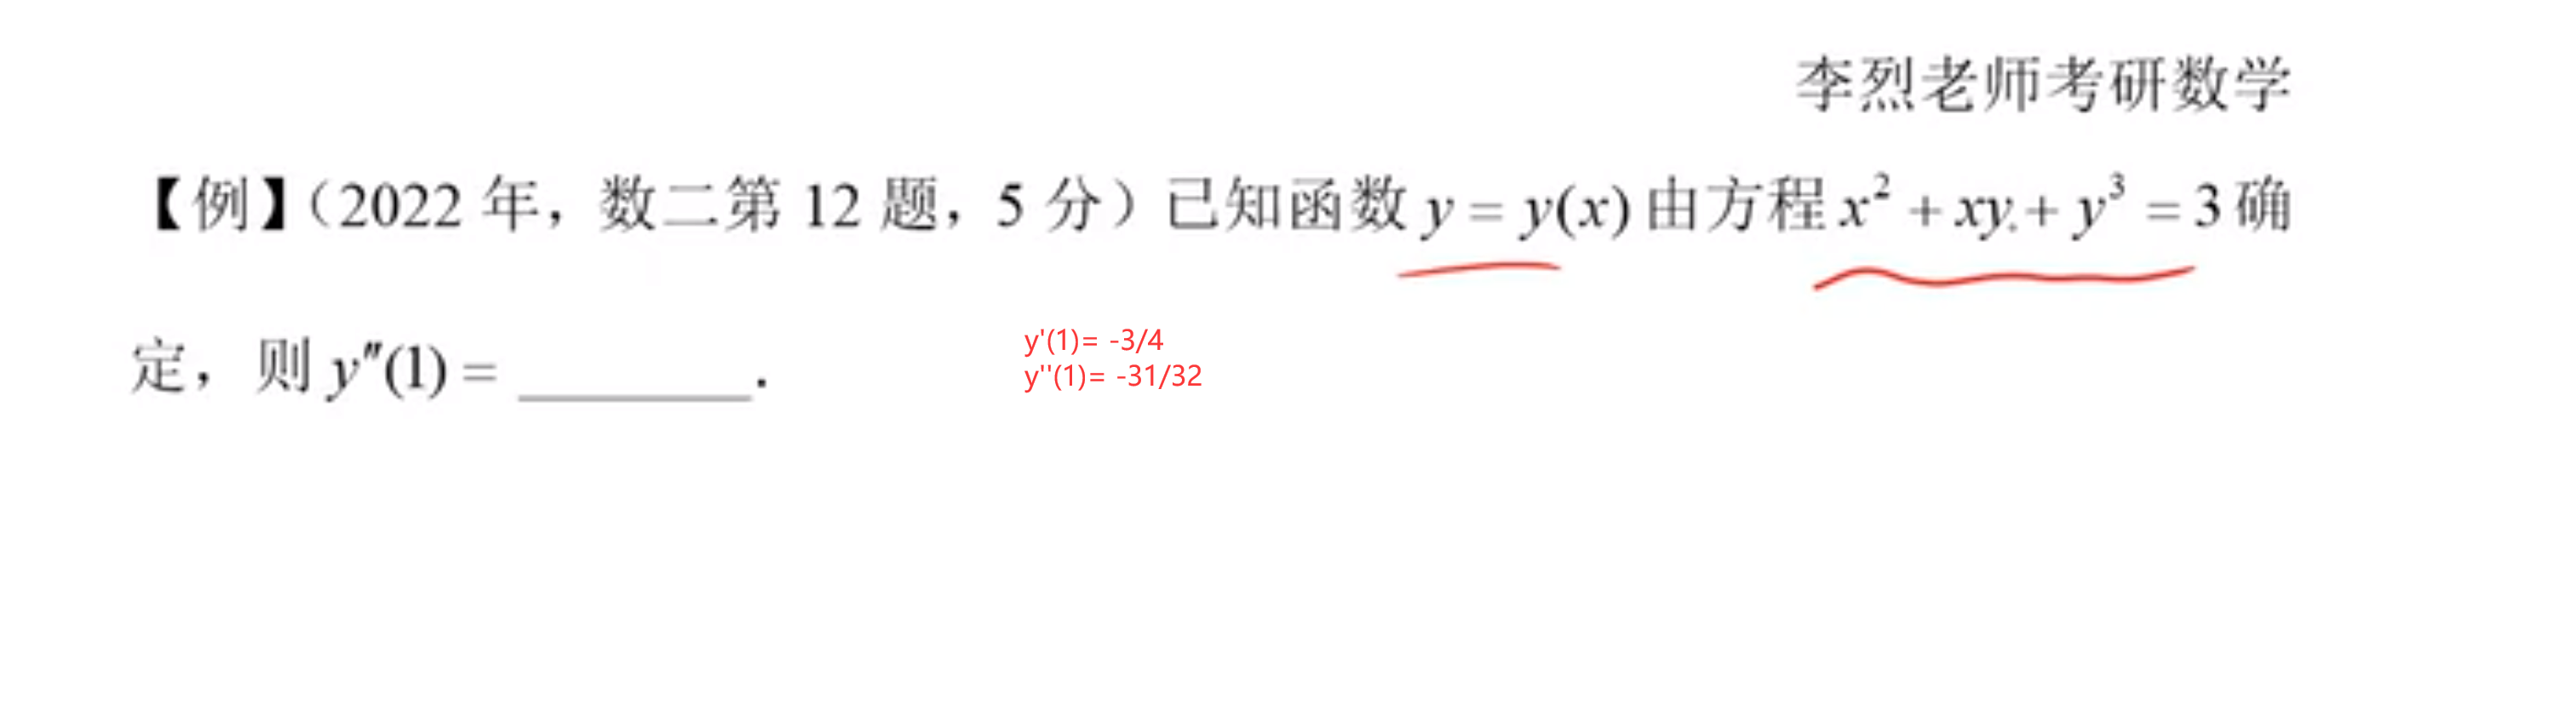 李烈老师考研数学
【例】（2022 年，数二第 12 题，5 分）已知函数 y = y(x) 由方程 x² + xy + y³ = 3 确
定，则 y″(1) = ________.
y'(1)= -3/4
y''(1)= -31/32